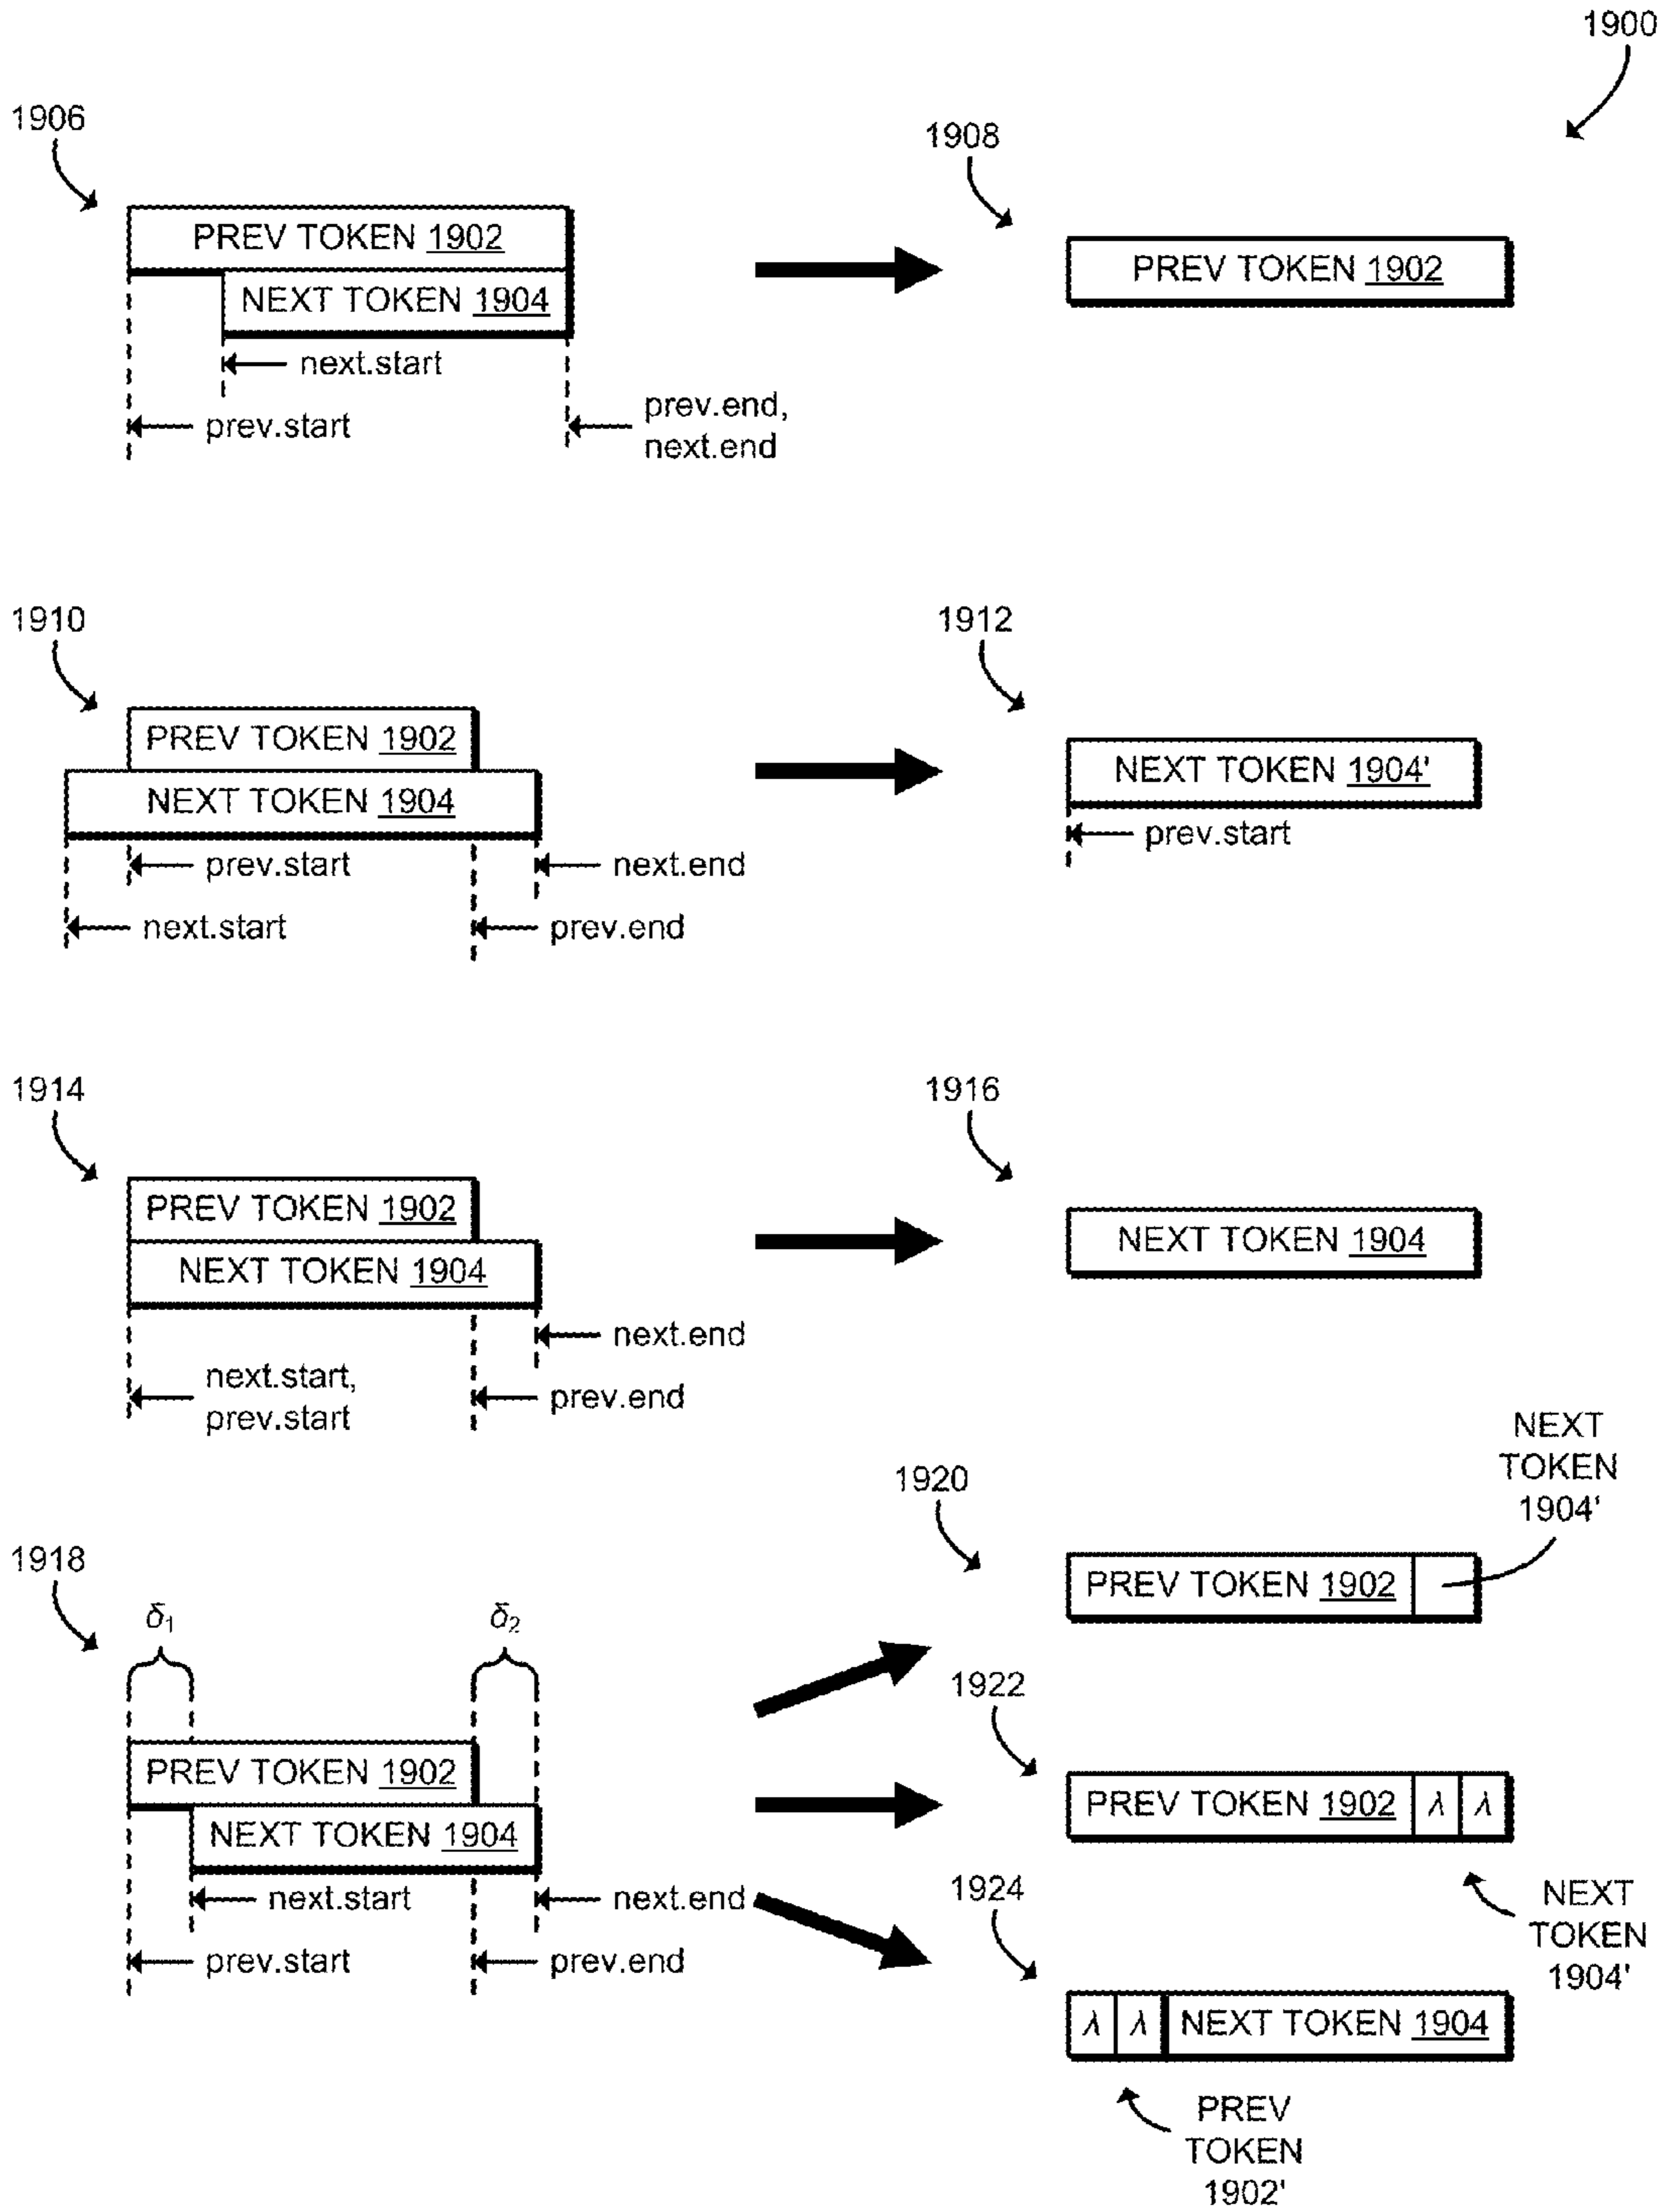 1900
1906
1908
PREV TOKEN 1902
NEXT TOKEN 1904
next.start
prev.start
prev.end,
next.end
PREV TOKEN 1902
1910
1912
PREV TOKEN 1902
NEXT TOKEN 1904
prev.start
next.end
next.start
prev.end
NEXT TOKEN 1904'
prev.start
1914
1916
PREV TOKEN 1902
NEXT TOKEN 1904
next.end
next.start,
prev.start
prev.end
NEXT TOKEN 1904
1918
δ1
δ2
PREV TOKEN 1902
NEXT TOKEN 1904
next.start
next.end
prev.start
prev.end
1920
NEXT
TOKEN
1904'
PREV TOKEN 1902
1922
PREV TOKEN 1902 λ λ
NEXT
TOKEN
1904'
1924
λ λ NEXT TOKEN 1904
PREV
TOKEN
1902'